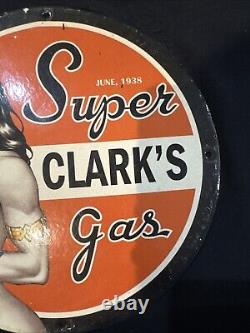 JUNE, 1938
Super
CLARK'S
gas